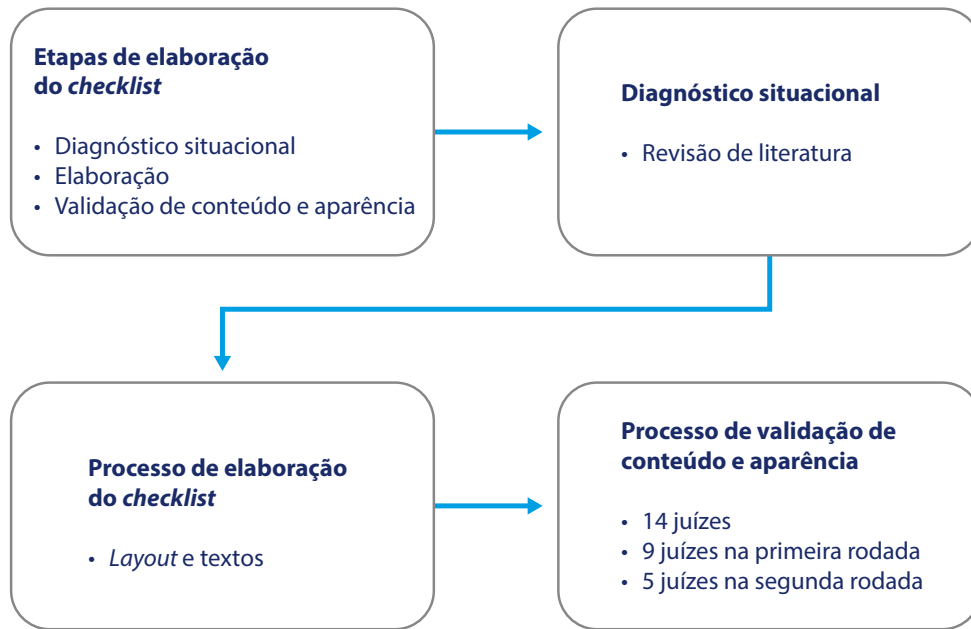 Etapas de elaboração
do checklist
• Diagnóstico situacional
• Elaboração
• Validação de conteúdo e aparência
Diagnóstico situacional
• Revisão de literatura
Processo de elaboração
do checklist
• Layout e textos
Processo de validação de
conteúdo e aparência
• 14 juízes
• 9 juízes na primeira rodada
• 5 juízes na segunda rodada